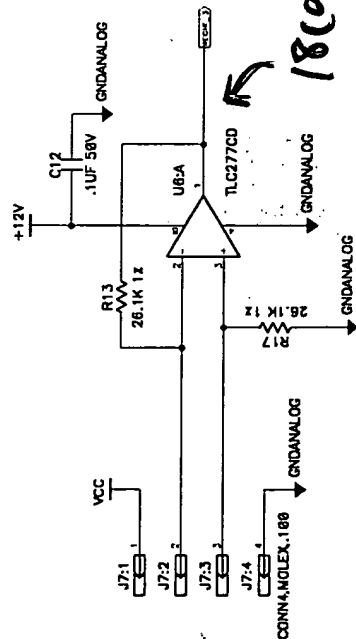 +12V
C12
.1UF 50V
GNDANALOG
R13
26.1K 1%
U6:A
TLC277CD
18(a
VCC
J7:1
1
J7:2
2
2
J7:3
3
3
J7:4
4
CONN4,MOLEX,.100
R17
26.1K 1%
8
1
4
GNDANALOG
GNDANALOG
GNDANALOG